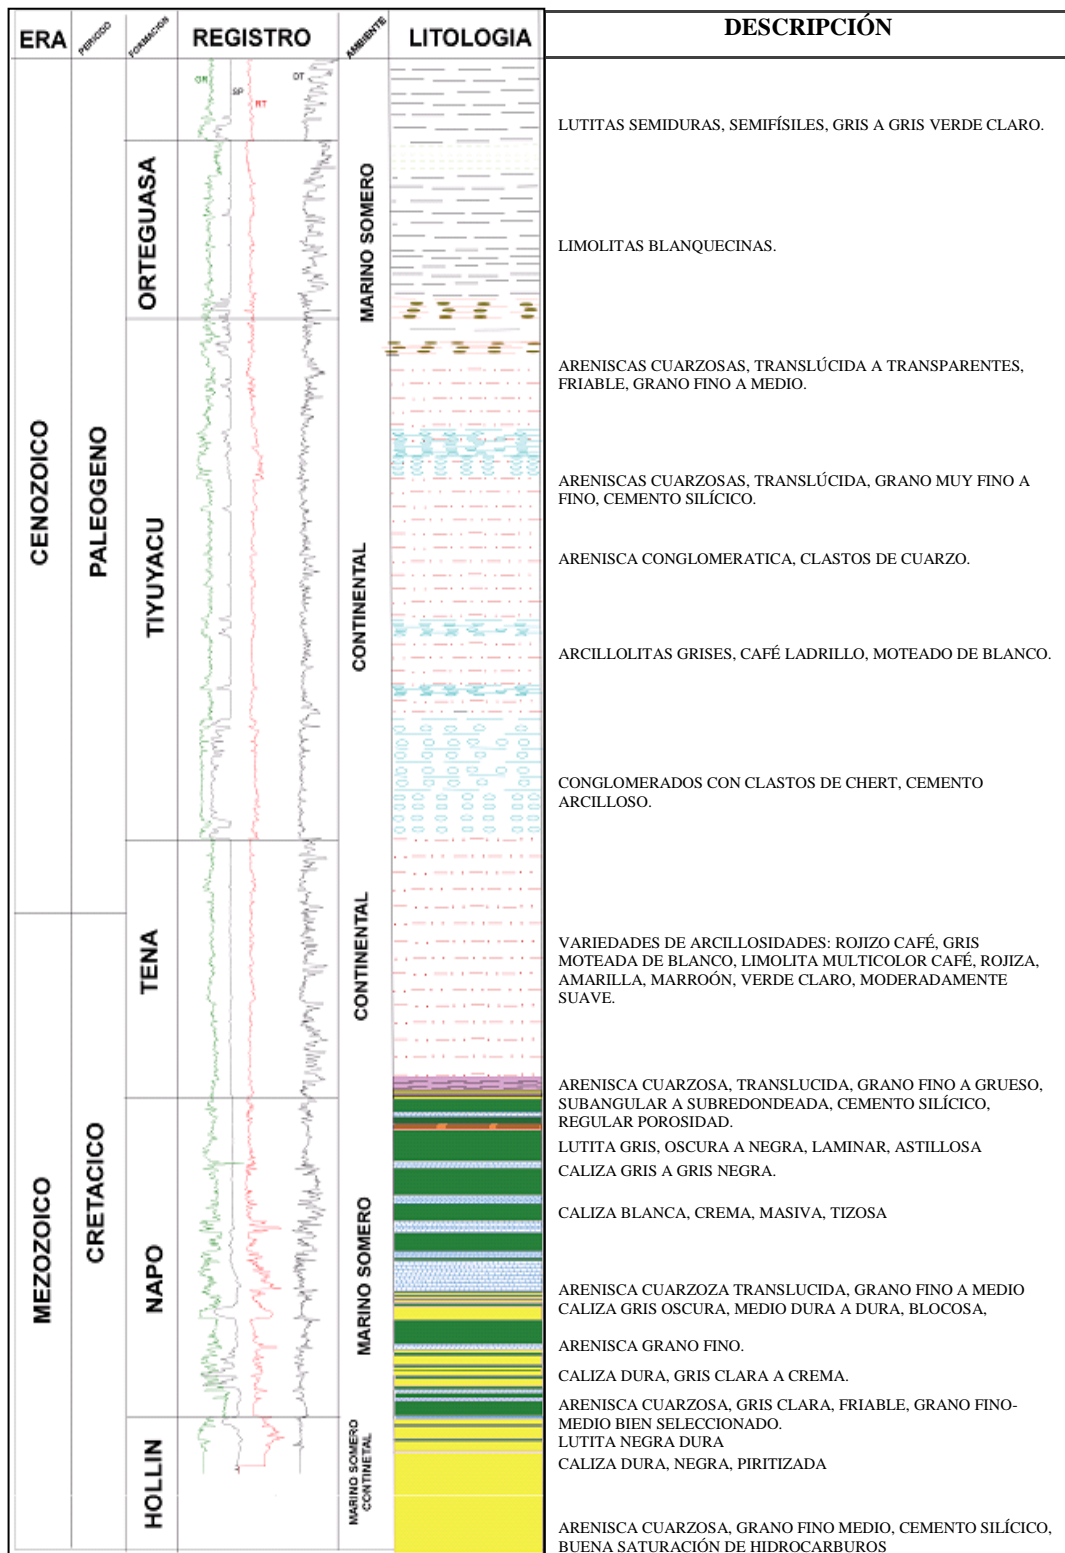 ERA
PERIODO
FORMACION
REGISTRO
AMBIENTE
LITOLOGIA
DESCRIPCIÓN
GR
SP
RT
DT
CENOZOICO
MEZOZOICO
PALEOGENO
CRETACICO
ORTEGUASA
TIYUYACU
TENA
NAPO
HOLLIN
MARINO SOMERO
CONTINENTAL
CONTINENTAL
MARINO SOMERO
MARINO SOMERO
CONTINETAL
LUTITAS SEMIDURAS, SEMIFÍSILES, GRIS A GRIS VERDE CLARO.
LIMOLITAS BLANQUECINAS.
ARENISCAS CUARZOSAS, TRANSLÚCIDA A TRANSPARENTES,
FRIABLE, GRANO FINO A MEDIO.
ARENISCAS CUARZOSAS, TRANSLÚCIDA, GRANO MUY FINO A
FINO, CEMENTO SILÍCICO.
ARENISCA CONGLOMERATICA, CLASTOS DE CUARZO.
ARCILLOLITAS GRISES, CAFÉ LADRILLO, MOTEADO DE BLANCO.
CONGLOMERADOS CON CLASTOS DE CHERT, CEMENTO
ARCILLOSO.
VARIEDADES DE ARCILLOSIDADES: ROJIZO CAFÉ, GRIS
MOTEADA DE BLANCO, LIMOLITA MULTICOLOR CAFÉ, ROJIZA,
AMARILLA, MARROÓN, VERDE CLARO, MODERADAMENTE
SUAVE.
ARENISCA CUARZOSA, TRANSLUCIDA, GRANO FINO A GRUESO,
SUBANGULAR A SUBREDONDEADA, CEMENTO SILÍCICO,
REGULAR POROSIDAD.
LUTITA GRIS, OSCURA A NEGRA, LAMINAR, ASTILLOSA
CALIZA GRIS A GRIS NEGRA.
CALIZA BLANCA, CREMA, MASIVA, TIZOSA
ARENISCA CUARZOZA TRANSLUCIDA, GRANO FINO A MEDIO
CALIZA GRIS OSCURA, MEDIO DURA A DURA, BLOCOSA,
ARENISCA GRANO FINO.
CALIZA DURA, GRIS CLARA A CREMA.
ARENISCA CUARZOSA, GRIS CLARA, FRIABLE, GRANO FINO-
MEDIO BIEN SELECCIONADO.
LUTITA NEGRA DURA
CALIZA DURA, NEGRA, PIRITIZADA
ARENISCA CUARZOSA, GRANO FINO MEDIO, CEMENTO SILÍCICO,
BUENA SATURACIÓN DE HIDROCARBUROS